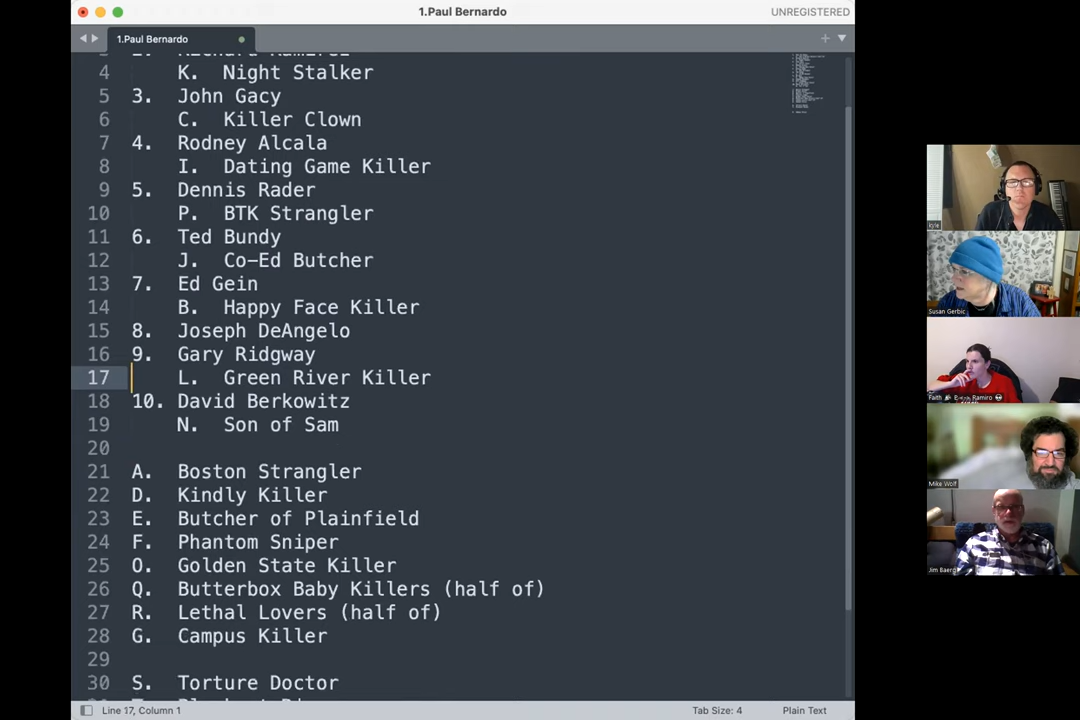 1.Paul Bernardo
UNREGISTERED
1.Paul Bernardo
4 K. Night Stalker
5 3. John Gacy
6 C. Killer Clown
7 4. Rodney Alcala
8 I. Dating Game Killer
9 5. Dennis Rader
10 P. BTK Strangler
11 6. Ted Bundy
12 J. Co-Ed Butcher
13 7. Ed Gein
14 B. Happy Face Killer
15 8. Joseph DeAngelo
16 9. Gary Ridgway
17 L. Green River Killer
18 10. David Berkowitz
19 N. Son of Sam
20
21 A. Boston Strangler
22 D. Kindly Killer
23 E. Butcher of Plainfield
24 F. Phantom Sniper
25 O. Golden State Killer
26 Q. Butterbox Baby Killers (half of)
27 R. Lethal Lovers (half of)
28 G. Campus Killer
29
30 S. Torture Doctor
Line 17, Column 1
Tab Size: 4
Plain Text
kyle
Susan Gerbic
Faith
Ramiro
Mike Wolf
Jim Baerg